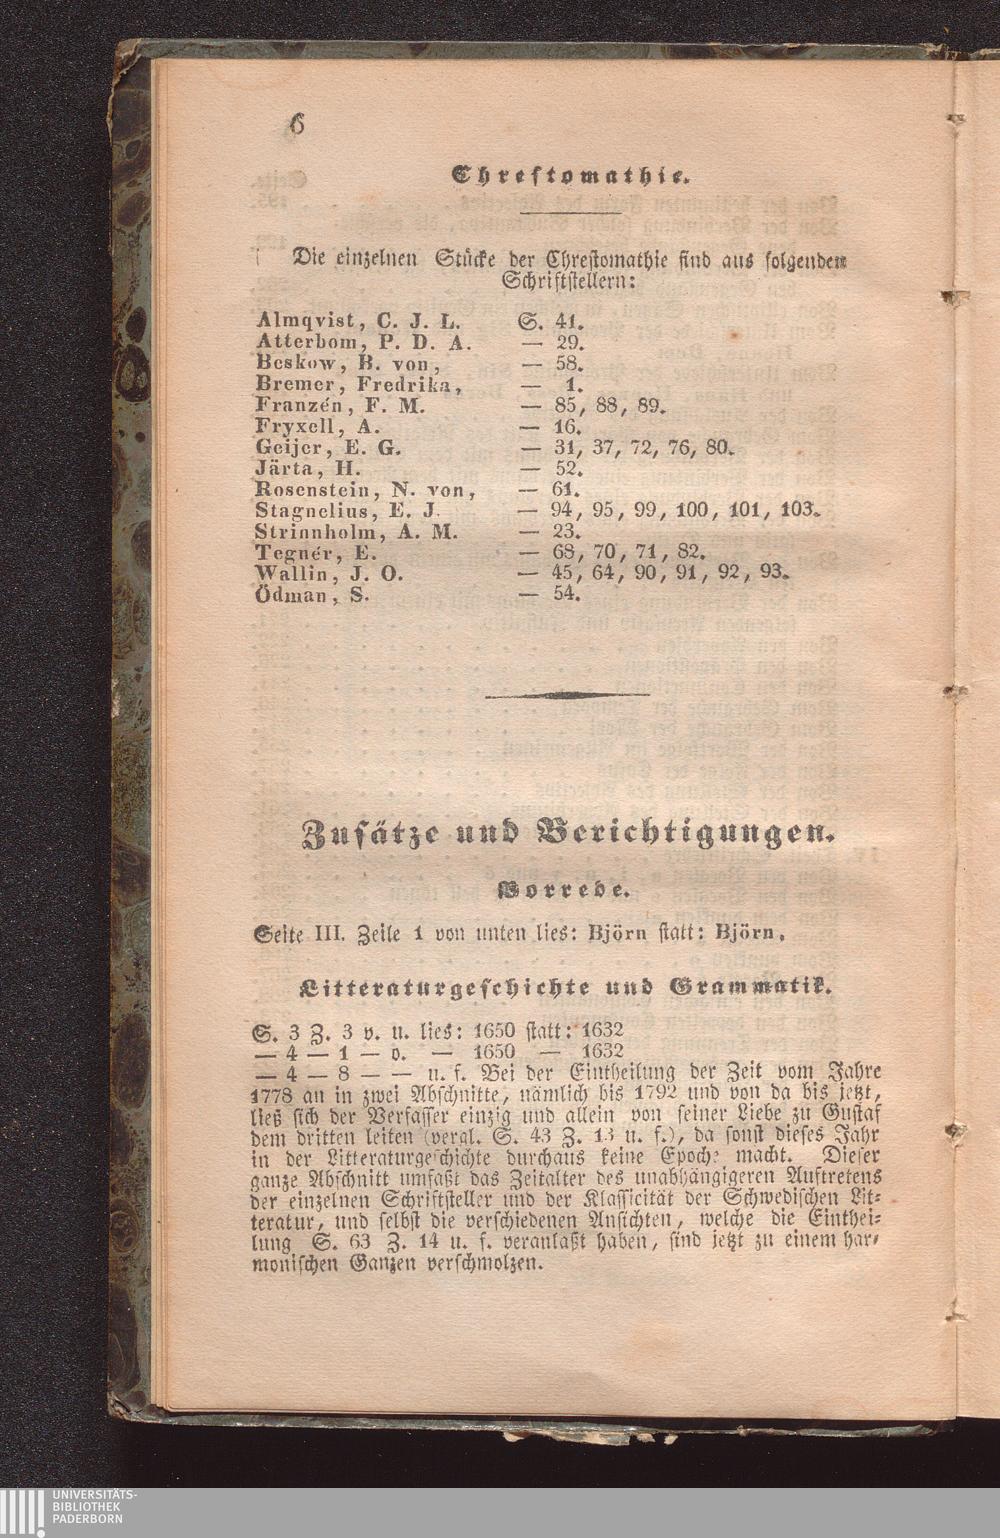 6
Chrestomathie.
Die einzelnen Stücke der Chrestomathie sind aus folgenden
Schriftstellern:
Almqvist, C. J. L. S. 41.
Atterbom, P. D. A. — 29.
Beskow, B. von, — 58.
Bremer, Fredrika, — 1.
Franzén, F. M. — 85, 88, 89.
Fryxell, A. — 16.
Geijer, E. G. — 31, 37, 72, 76, 80.
Järta, H. — 52.
Rosenstein, N. von, — 61.
Stagnelius, E. J. — 94, 95, 99, 100, 101, 103.
Strinnholm, A. M. — 23.
Tegnér, E. — 68, 70, 71, 82.
Wallin, J. O. — 45, 64, 90, 91, 92, 93.
Ödman, S. — 54.
Zusätze und Berichtigungen.
Vorrede.
Seite III. Zeile 1 von unten lies: Björn statt: Björn.
Litteraturgeschichte und Grammatik.
S. 3 Z. 3 v. u. lies: 1650 statt: 1632
— 4 — 1 — o. — 1650 — 1632
— 4 — 8 — — u. f. Bei der Eintheilung der Zeit vom Jahre
1778 an in zwei Abschnitte, nämlich bis 1792 und von da bis jetzt,
ließ sich der Verfasser einzig und allein von seiner Liebe zu Gustaf
dem dritten leiten (vergl. S. 43 Z. 13 u. f.), da sonst dieses Jahr
in der Litteraturgeschichte durchaus keine Epoche macht. Dieser
ganze Abschnitt umfaßt das Zeitalter des unabhängigeren Auftretens
der einzelnen Schriftsteller und der Klassicität der Schwedischen Lit-
teratur, und selbst die verschiedenen Ansichten, welche die Einthei-
lung S. 63 Z. 14 u. f. veranlaßt haben, sind jetzt zu einem har-
monischen Ganzen verschmolzen.
UNIVERSITÄTS-
BIBLIOTHEK
PADERBORN